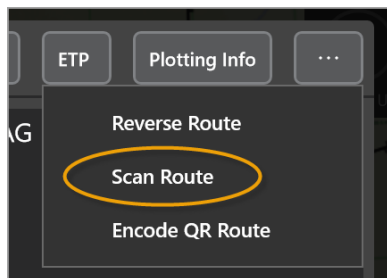 ETP Plotting Info ...
AG
Reverse Route
Scan Route
Encode QR Route